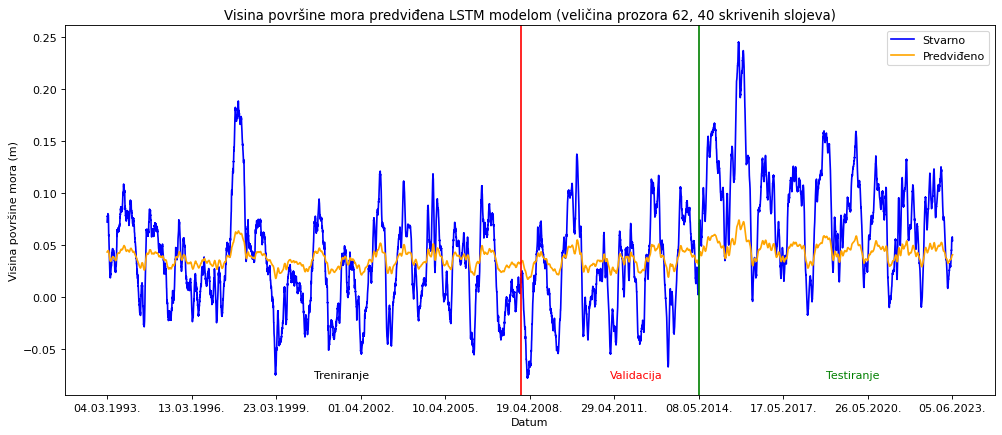 Visina površine mora predviđena LSTM modelom (veličina prozora 62, 40 skrivenih slojeva)
Stvarno
Predviđeno
Visina površine mora (m)
0.25
0.20
0.15
0.10
0.05
0.00
−0.05
Treniranje
Validacija
Testiranje
04.03.1993. 13.03.1996. 23.03.1999. 01.04.2002. 10.04.2005. 19.04.2008. 29.04.2011. 08.05.2014. 17.05.2017. 26.05.2020. 05.06.2023.
Datum